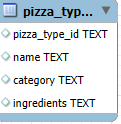 pizza_typ...
pizza_type_id TEXT
name TEXT
category TEXT
ingredients TEXT